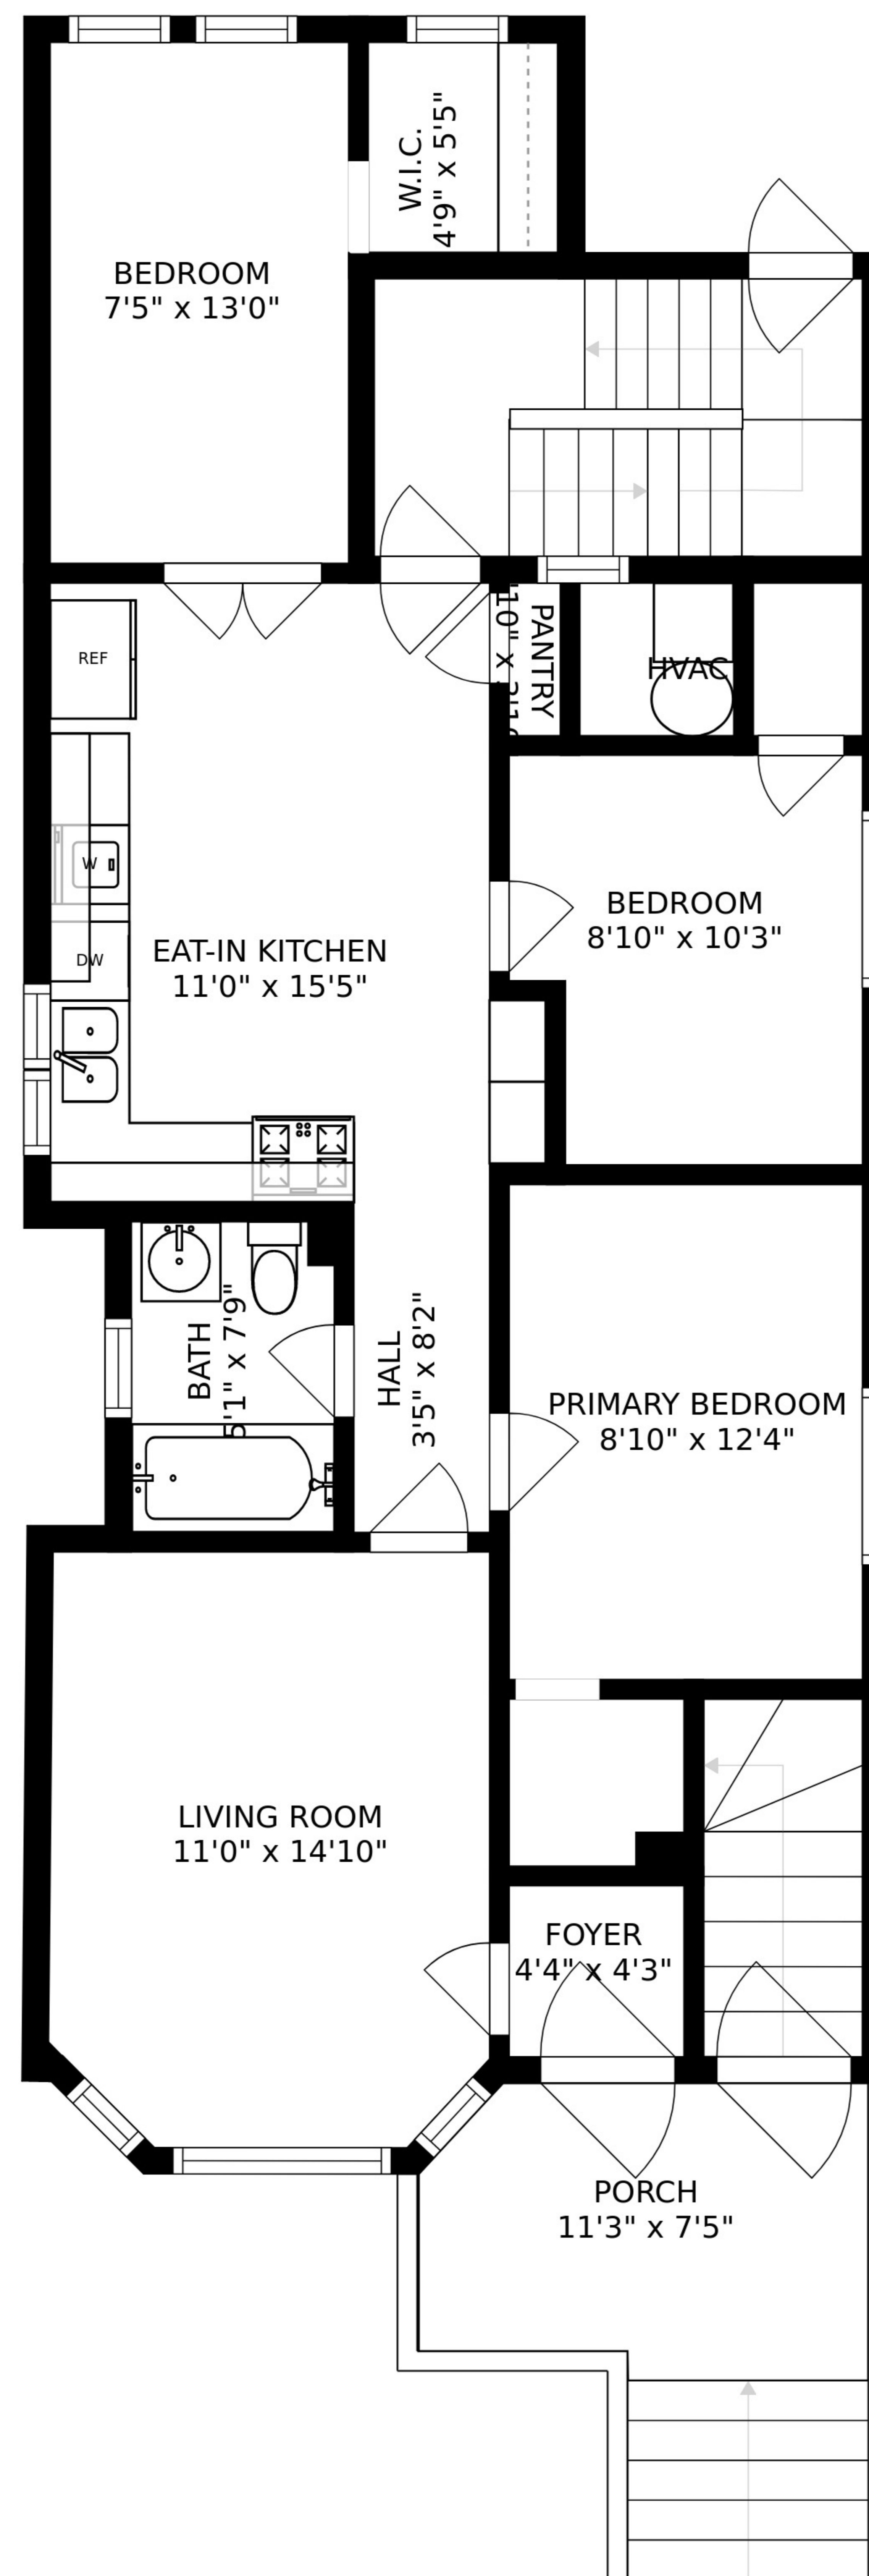 W.I.C.
4'9" x 5'5"
BEDROOM
7'5" x 13'0"
REF
PANTRY
HVAC
W
DW
EAT-IN KITCHEN
11'0" x 15'5"
BEDROOM
8'10" x 10'3"
BATH
5'1" x 7'9"
HALL
3'5" x 8'2"
PRIMARY BEDROOM
8'10" x 12'4"
LIVING ROOM
11'0" x 14'10"
FOYER
4'4" x 4'3"
PORCH
11'3" x 7'5"